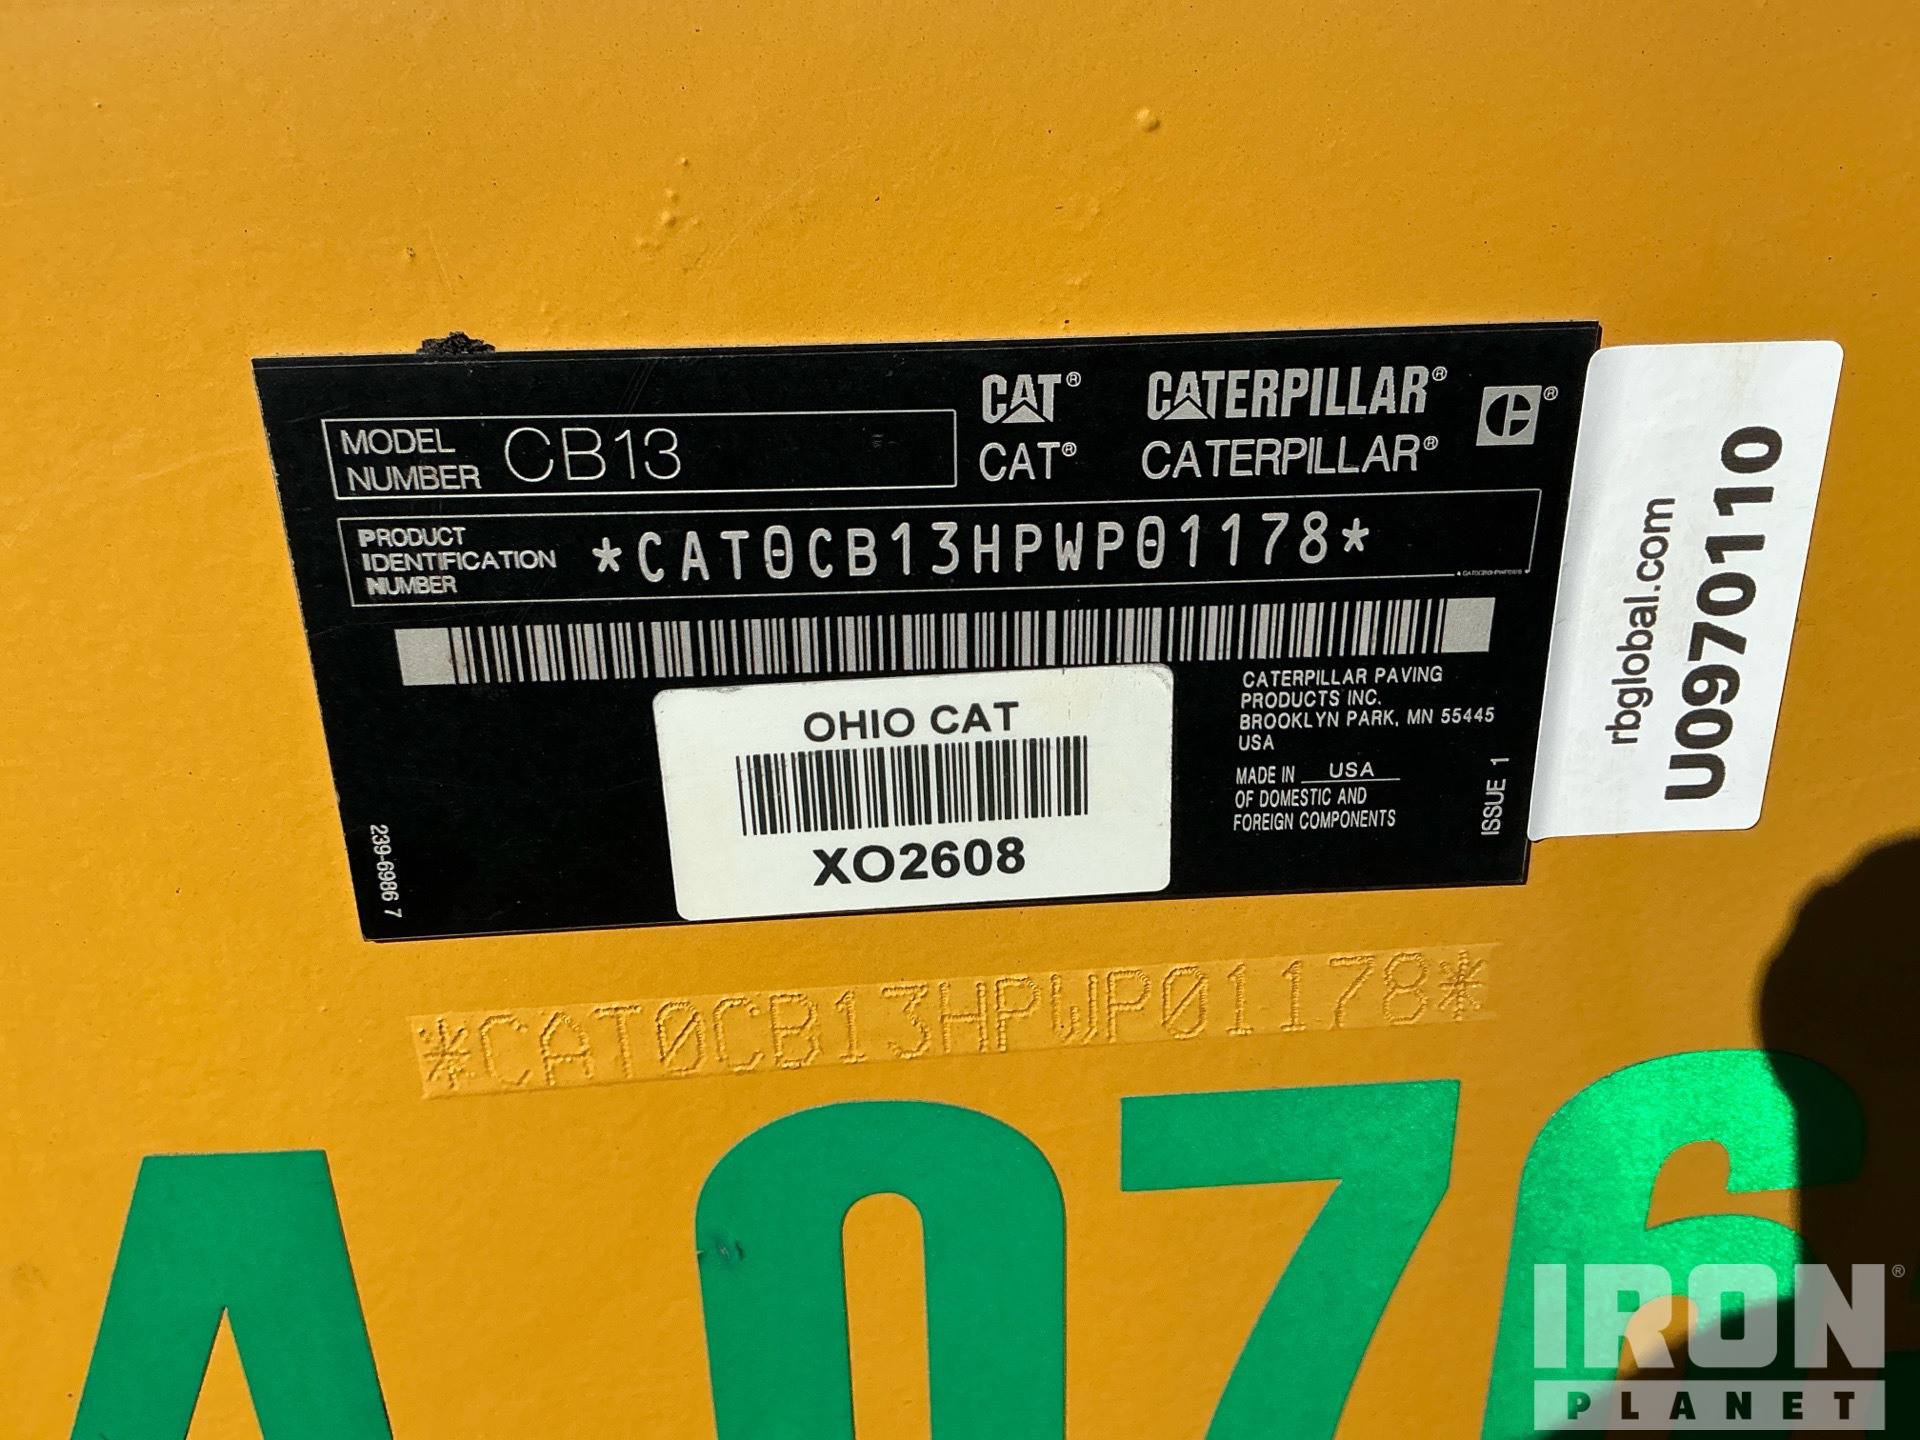 CAT® CATERPILLAR® ®
CAT® CATERPILLAR®
MODEL NUMBER CB13
PRODUCT IDENTIFICATION NUMBER *CAT0CB13HPWP01178*
OHIO CAT
XO2608
CATERPILLAR PAVING
PRODUCTS INC.
BROOKLYN PARK, MN 55445
USA
MADE IN USA
OF DOMESTIC AND
FOREIGN COMPONENTS
ISSUE 1
239-6986 7
rbglobal.com
U0970110
*CAT0CB13HPWP01178*
A 076
IRON®
PLANET